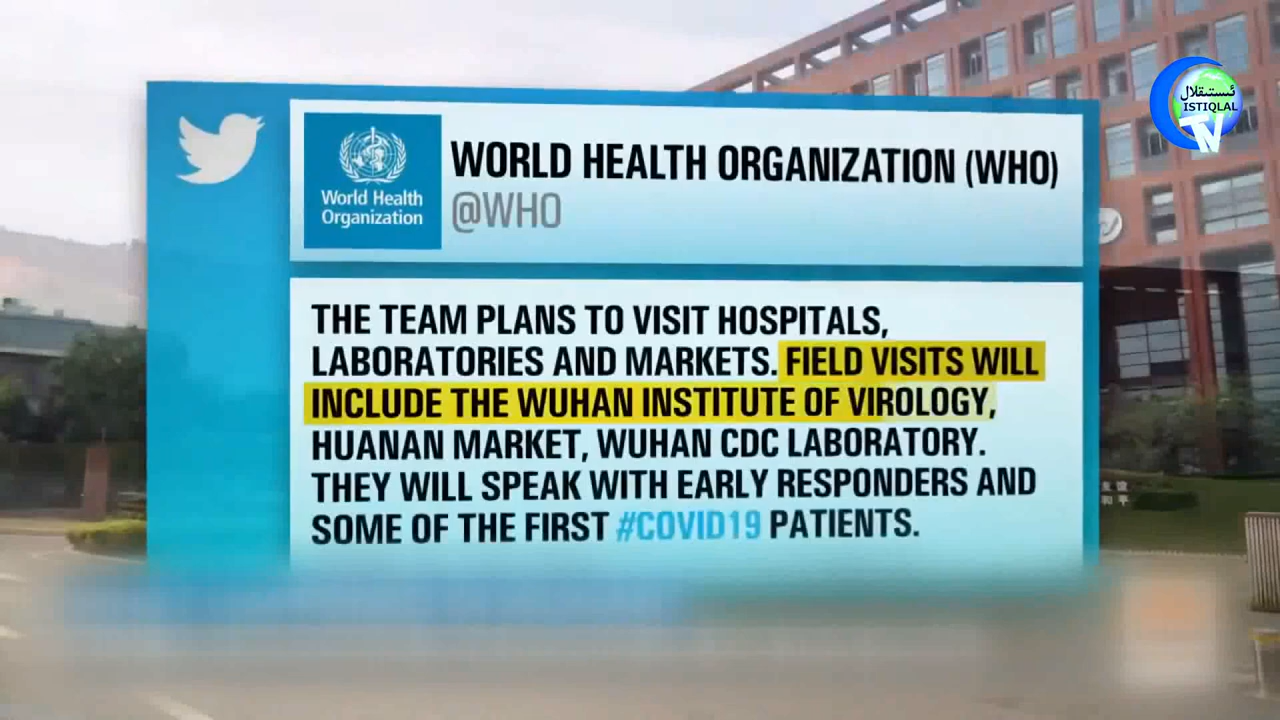 ئىستىقلال
ISTIQLAL
TV
World Health
Organization
WORLD HEALTH ORGANIZATION (WHO)
@WHO
THE TEAM PLANS TO VISIT HOSPITALS,
LABORATORIES AND MARKETS. FIELD VISITS WILL
INCLUDE THE WUHAN INSTITUTE OF VIROLOGY,
HUANAN MARKET, WUHAN CDC LABORATORY.
THEY WILL SPEAK WITH EARLY RESPONDERS AND
SOME OF THE FIRST #COVID19 PATIENTS.